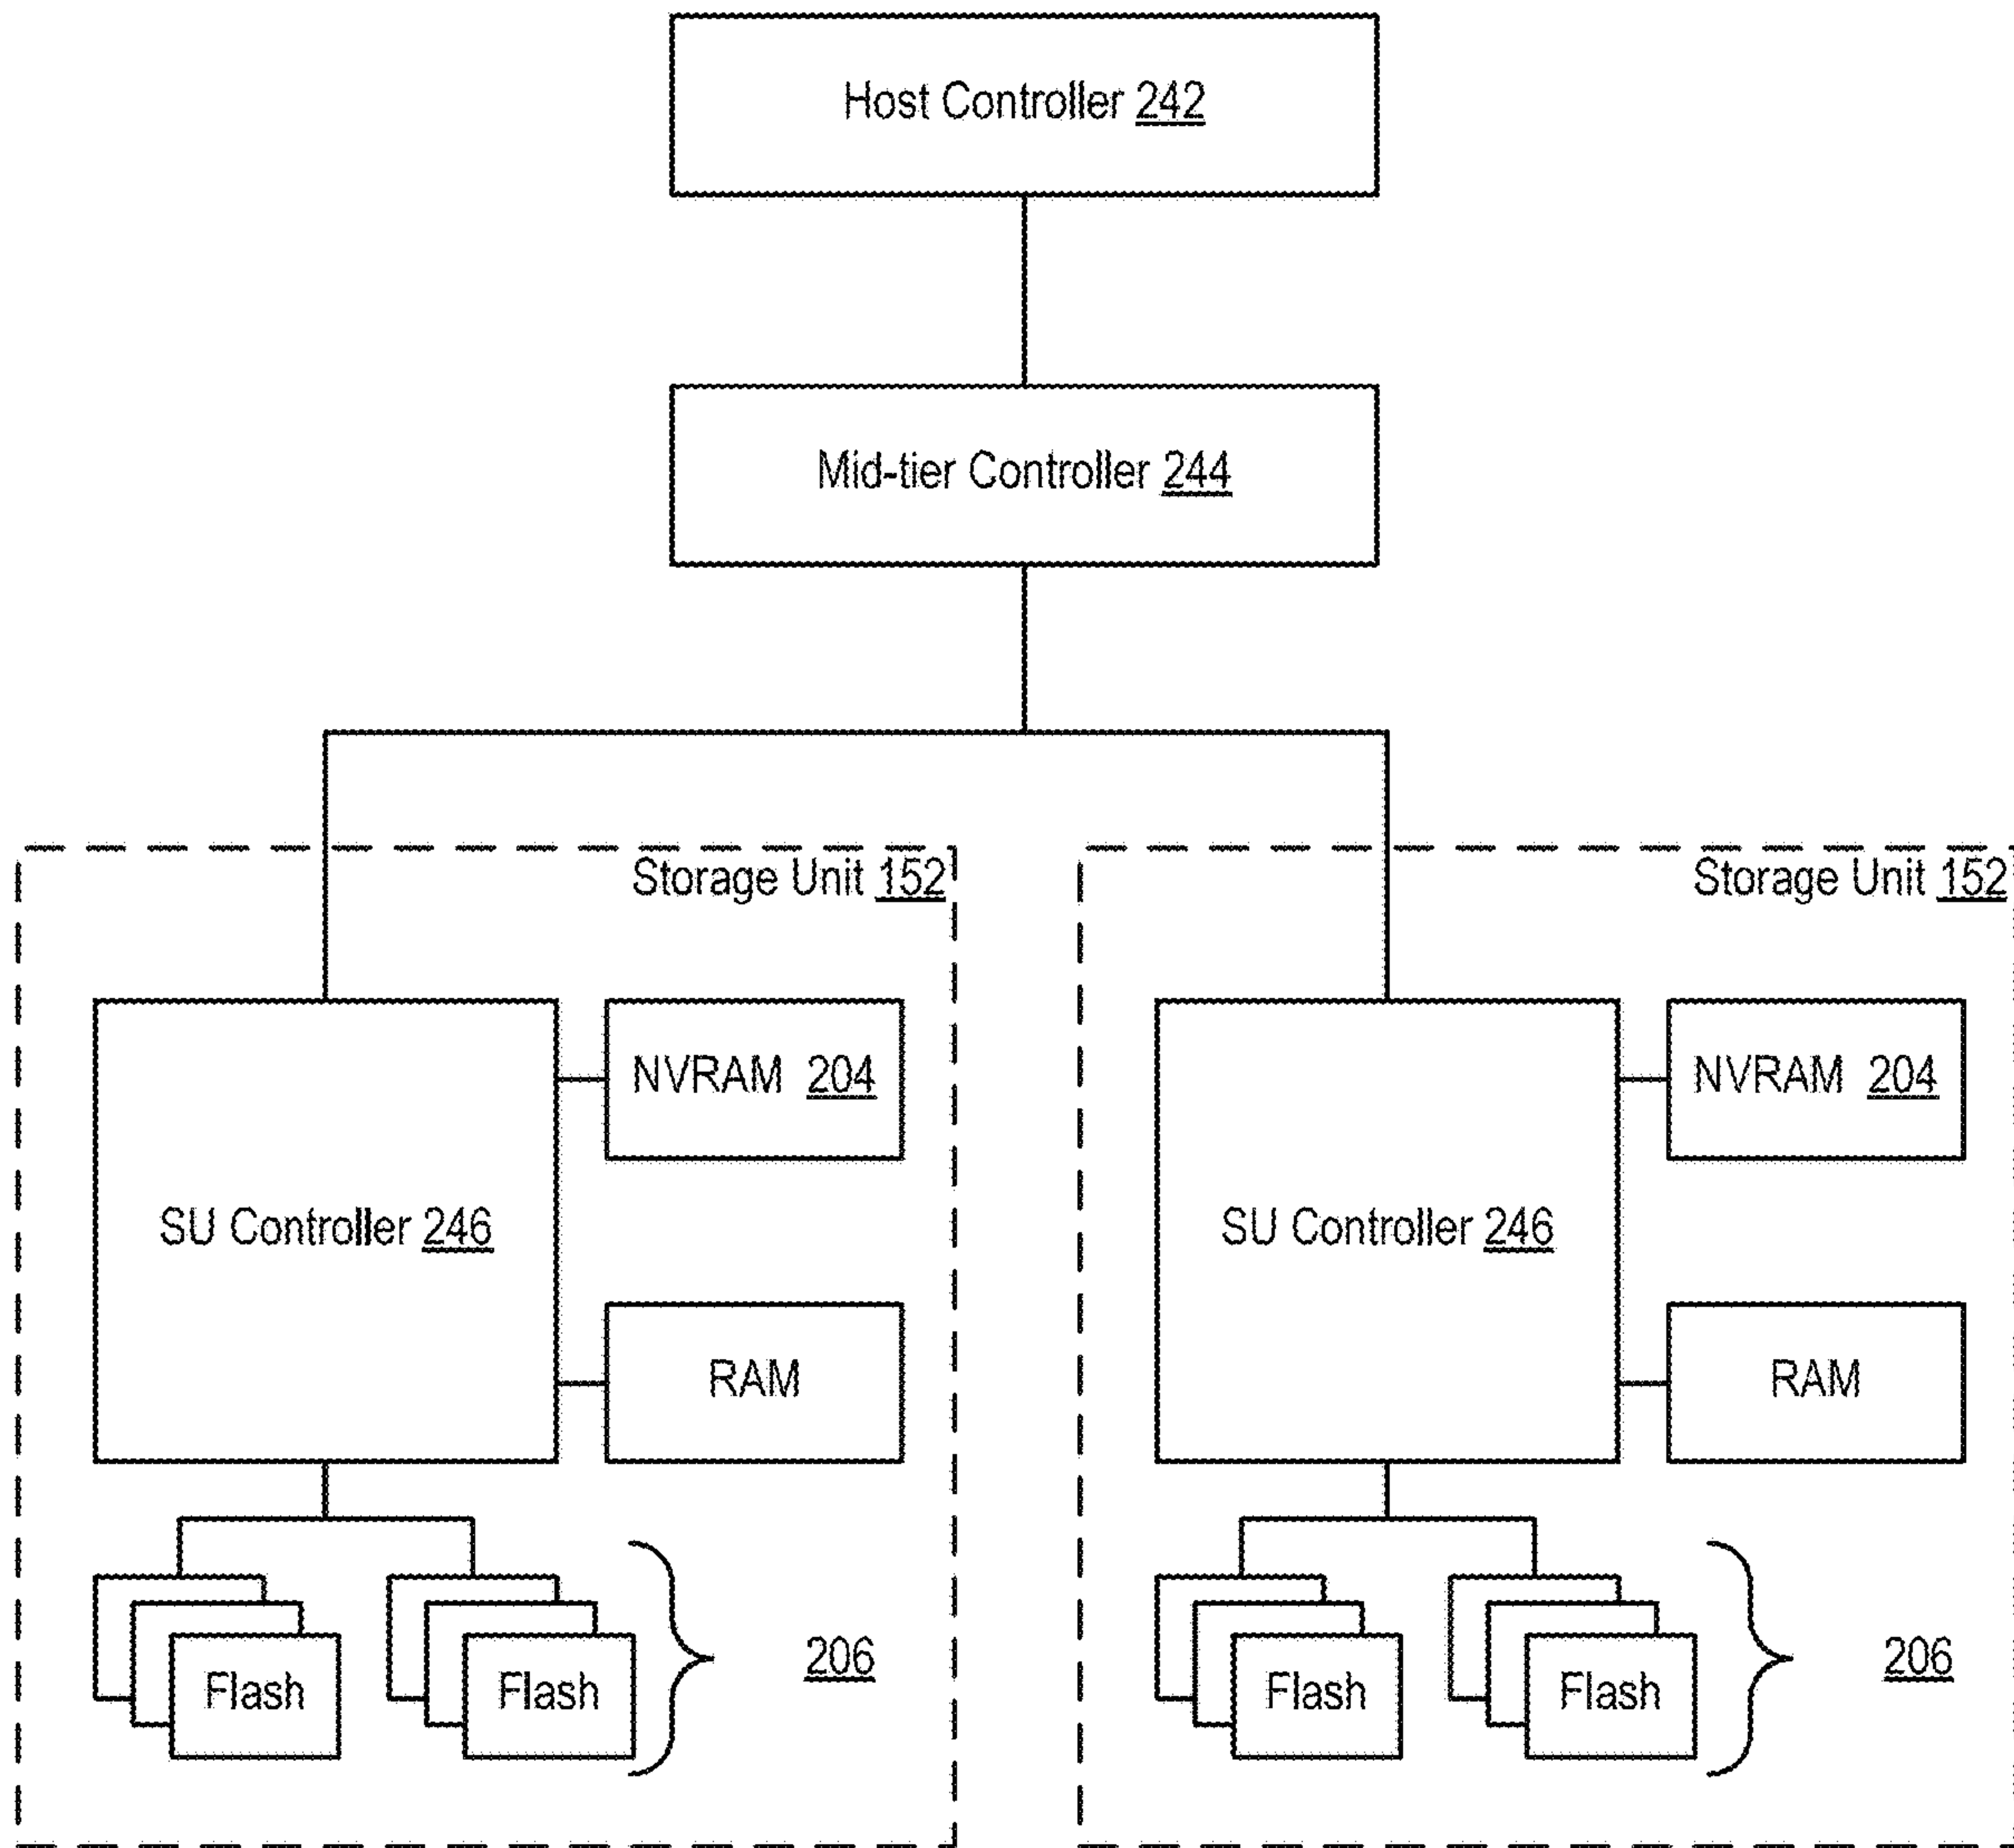 Host Controller 242
Mid-tier Controller 244
Storage Unit 152
Storage Unit 152
NVRAM 204
NVRAM 204
SU Controller 246
SU Controller 246
RAM
RAM
Flash
Flash
206
Flash
Flash
206